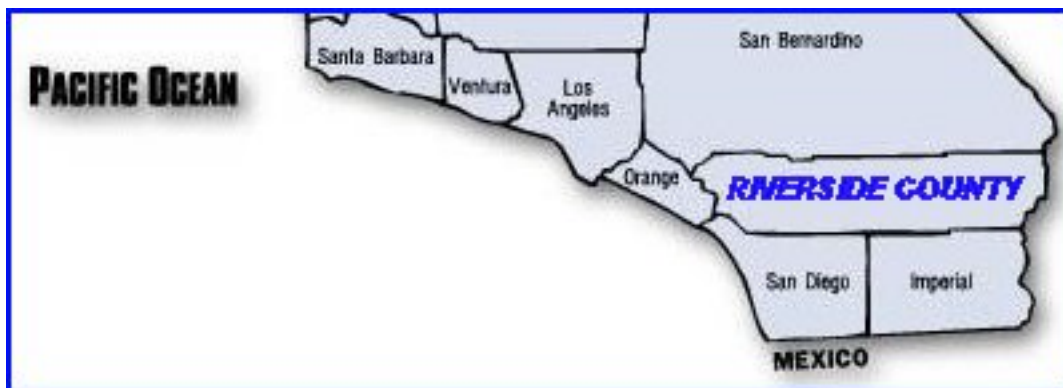 San Bernardino
Santa Barbara
PACIFIC OCEAN
Ventura
Los
Angeles
Orange
RIVERSIDE COUNTY
San Diego
Imperial
MEXICO